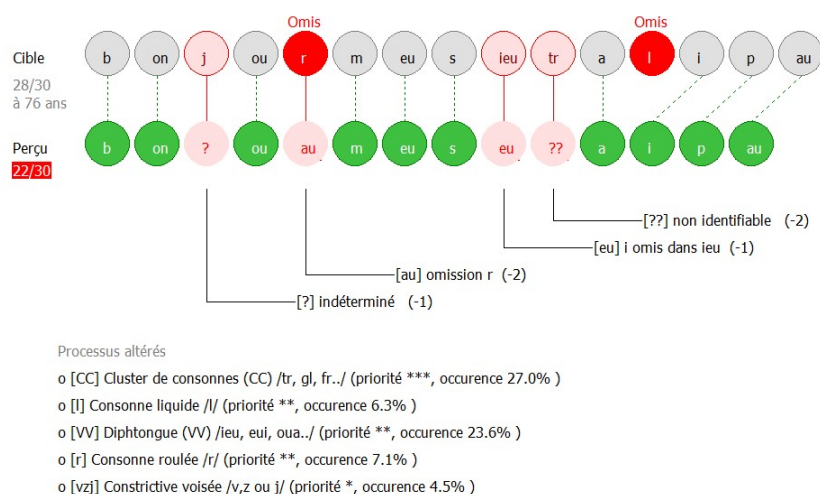 Omis Omis
Cible b on j ou r m eu s ieu tr a l i p au
28/30
à 76 ans
Perçu b on ? ou au m eu s eu ?? a i p au
22/30
[??] non identifiable (-2)
[eu] i omis dans ieu (-1)
[au] omission r (-2)
[?] indéterminé (-1)
Processus altérés
o [CC] Cluster de consonnes (CC) /tr, gl, fr../ (priorité ***, occurence 27.0% )
o [l] Consonne liquide /l/ (priorité **, occurence 6.3% )
o [VV] Diphtongue (VV) /ieu, eui, oua../ (priorité **, occurence 23.6% )
o [r] Consonne roulée /r/ (priorité **, occurence 7.1% )
o [vzj] Constrictive voisée /v,z ou j/ (priorité *, occurence 4.5% )